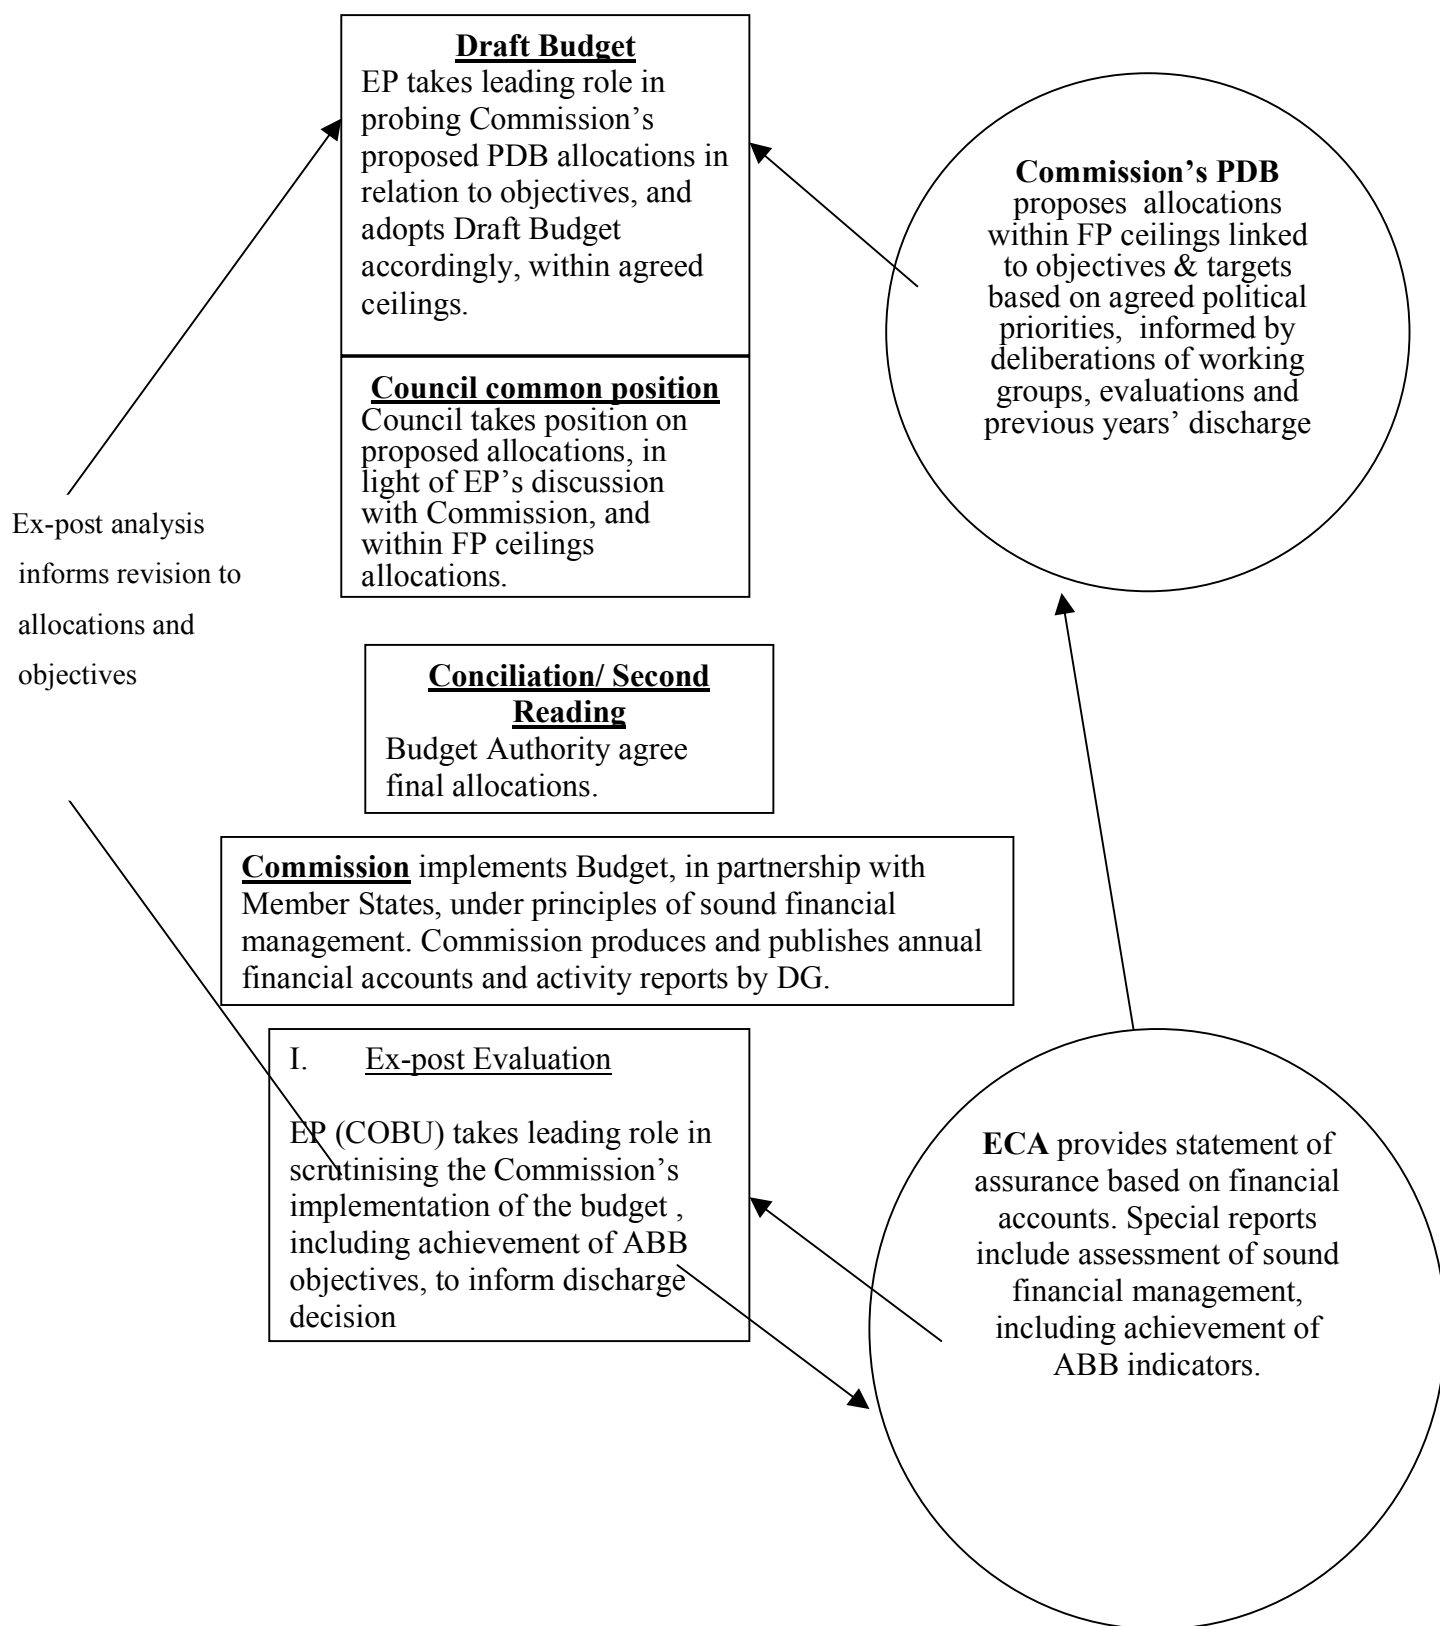 Draft Budget
EP takes leading role in
probing Commission’s
proposed PDB allocations in
relation to objectives, and
adopts Draft Budget
accordingly, within agreed
ceilings.
Commission’s PDB
proposes allocations
within FP ceilings linked
to objectives & targets
based on agreed political
priorities, informed by
deliberations of working
groups, evaluations and
previous years’ discharge
Council common position
Council takes position on
proposed allocations, in
light of EP’s discussion
with Commission, and
within FP ceilings
allocations.
Ex-post analysis
informs revision to
allocations and
objectives
Conciliation/ Second
Reading
Budget Authority agree
final allocations.
Commission implements Budget, in partnership with
Member States, under principles of sound financial
management. Commission produces and publishes annual
financial accounts and activity reports by DG.
I. Ex-post Evaluation
EP (COBU) takes leading role in
scrutinising the Commission’s
implementation of the budget ,
including achievement of ABB
objectives, to inform discharge
decision
ECA provides statement of
assurance based on financial
accounts. Special reports
include assessment of sound
financial management,
including achievement of
ABB indicators.